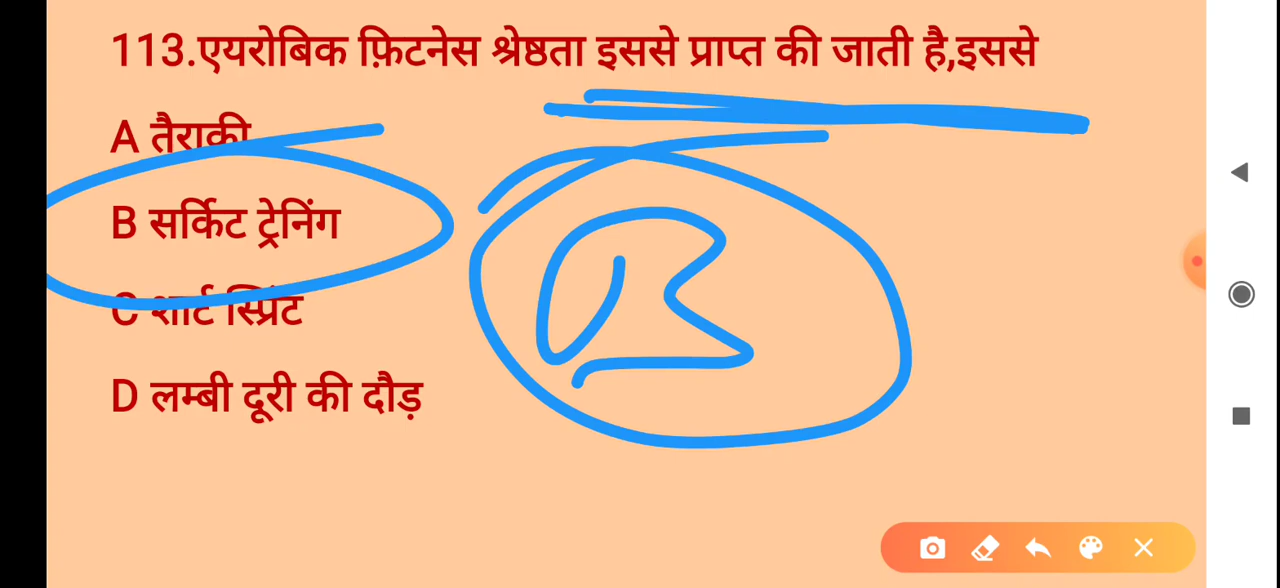 113.एयरोबिक फ़िटनेस श्रेष्ठता इससे प्राप्त की जाती है,इससे
A तैराकी
B सर्किट ट्रेनिंग
C शार्ट स्प्रिंट
D लम्बी दूरी की दौड़
B